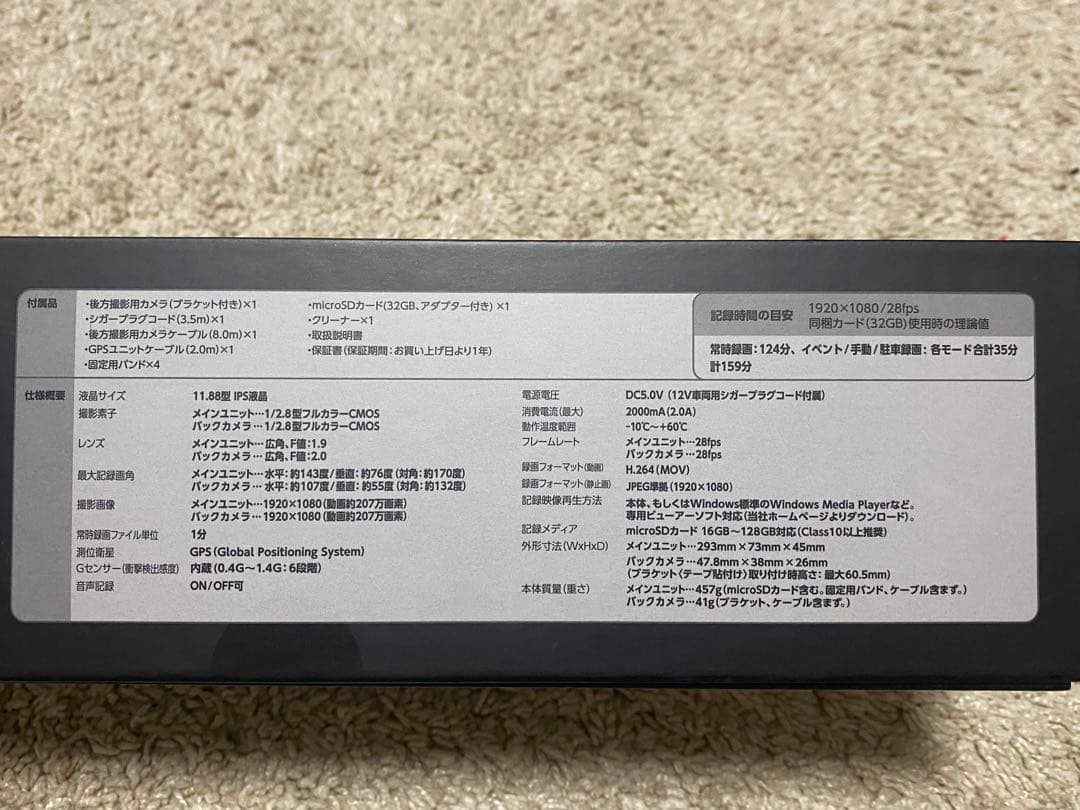 付属品
・後方撮影用カメラ(ブラケット付き)×1
・シガープラグコード(3.5m)×1
・後方撮影用カメラケーブル(8.0m)×1
・GPSユニットケーブル(2.0m)×1
・固定用バンド×4
・microSDカード(32GB、アダプター付き)×1
・クリーナー×1
・取扱説明書
・保証書(保証期間:お買い上げ日より1年)
記録時間の目安
1920×1080/28fps
同梱カード(32GB)使用時の理論値
常時録画:124分、イベント/手動/駐車録画:各モード合計35分
計159分
仕様概要
液晶サイズ 11.88型 IPS液晶
撮影素子 メインユニット…1/2.8型フルカラーCMOS
バックカメラ…1/2.8型フルカラーCMOS
レンズ メインユニット…広角、F値:1.9
バックカメラ…広角、F値:2.0
最大記録画角 メインユニット…水平:約143度/垂直:約76度(対角:約170度)
バックカメラ…水平:約107度/垂直:約55度(対角:約132度)
撮影画像 メインユニット…1920×1080(動画約207万画素)
バックカメラ…1920×1080(動画約207万画素)
常時録画ファイル単位 1分
測位衛星 GPS(Global Positioning System)
Gセンサー(衝撃検出感度) 内蔵(0.4G〜1.4G:6段階)
音声記録 ON/OFF可
電源電圧 DC5.0V(12V車両用シガープラグコード付属)
消費電流(最大) 2000mA(2.0A)
動作温度範囲 -10℃〜+60℃
フレームレート メインユニット…28fps
バックカメラ…28fps
録画フォーマット(動画) H.264(MOV)
録画フォーマット(静止画) JPEG準拠(1920×1080)
記録映像再生方法 本体、もしくはWindows標準のWindows Media Playerなど。
専用ビューアーソフト対応(当社ホームページよりダウンロード)。
記録メディア microSDカード 16GB〜128GB対応(Class10以上推奨)
外形寸法(W×H×D) メインユニット…293mm×73mm×45mm
バックカメラ…47.8mm×38mm×26mm
(ブラケット〈テープ貼付け〉取り付け時高さ:最大60.5mm)
本体質量(重さ) メインユニット…457g(microSDカード含む。固定用バンド、ケーブル含まず。)
バックカメラ…41g(ブラケット、ケーブル含まず。)